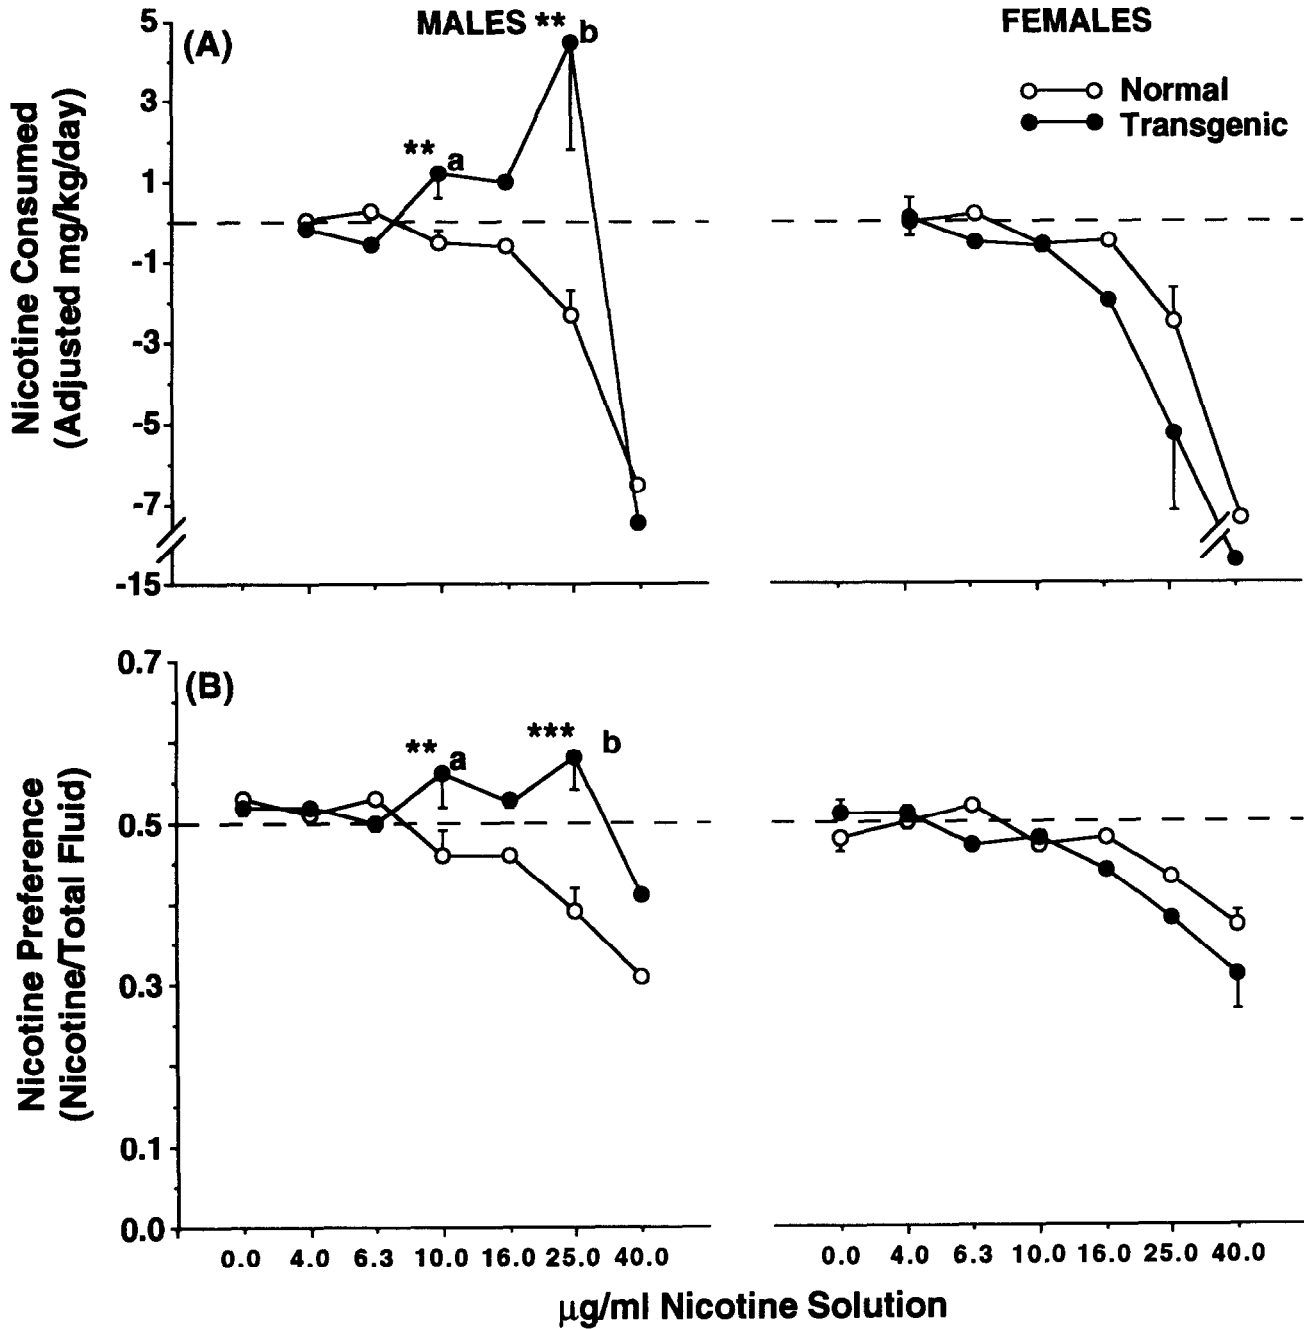 MALES
FEMALES
(A)
Normal
Transgenic
Nicotine Consumed
(Adjusted mg/kg/day)
5
3
1
-1
-3
-5
-7
-15
**
a
**
b
(B)
Nicotine Preference
(Nicotine/Total Fluid)
0.7
0.5
0.3
0.1
0.0
**
a
***
b
0.0 4.0 6.3 10.0 16.0 25.0 40.0
0.0 4.0 6.3 10.0 16.0 25.0 40.0
µg/ml Nicotine Solution